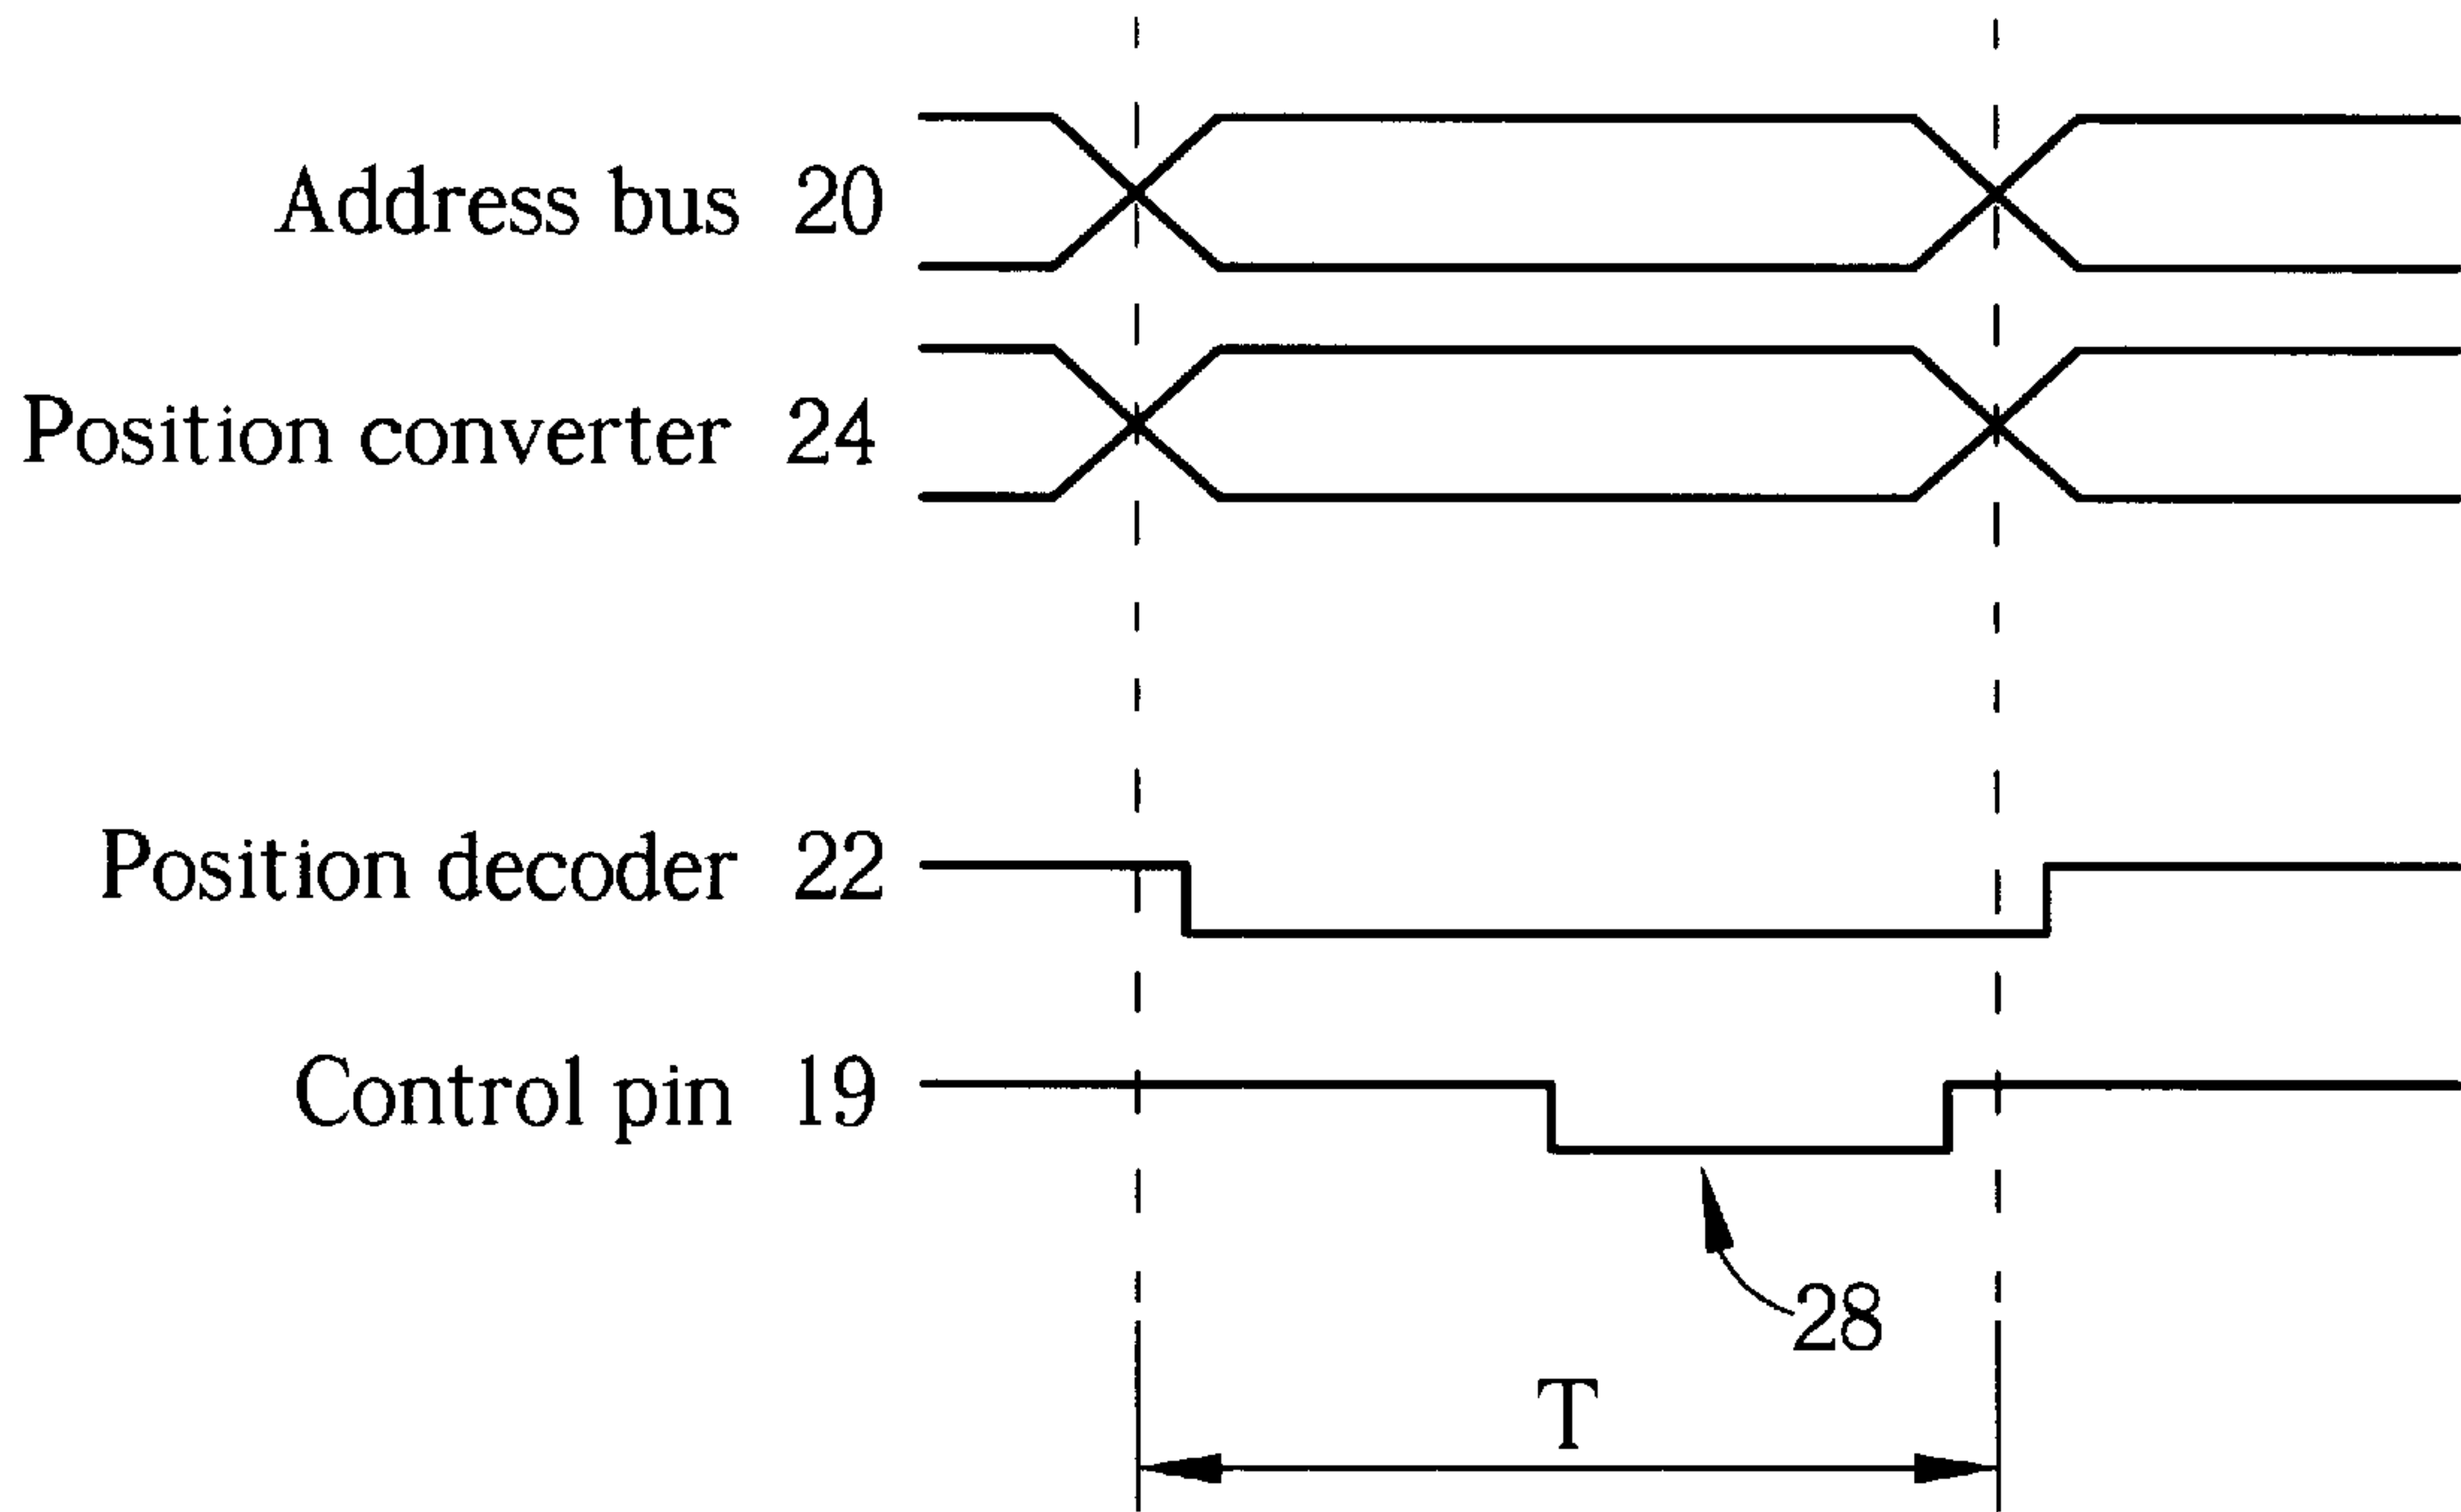 Address bus 20
Position converter 24
Position decoder 22
Control pin 19
28
T